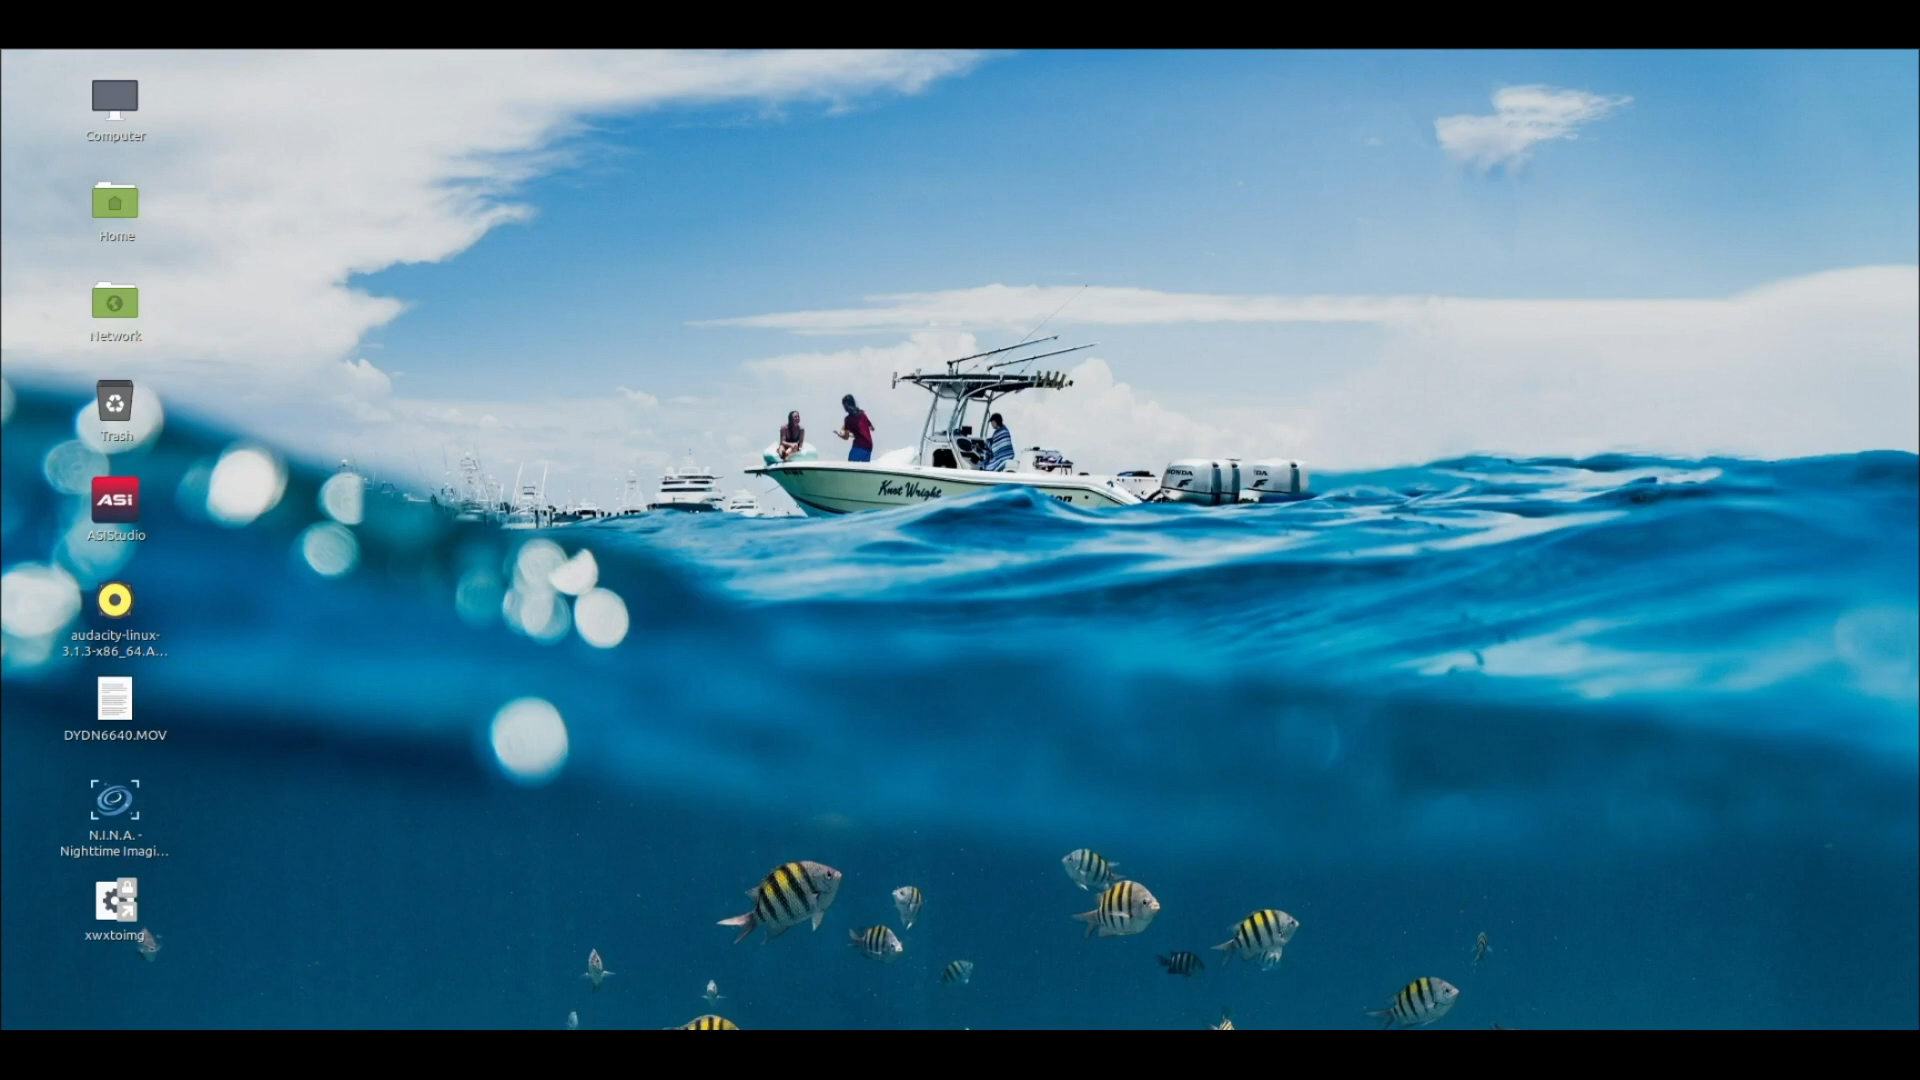 Computer
Home
Network
Trash
ASi
ASIStudio
audacity-linux-
3.1.3-x86_64.A...
DYDN6640.MOV
N.I.N.A. -
Nighttime Imagi...
xwxtoimg
Knot Wright
HONDA